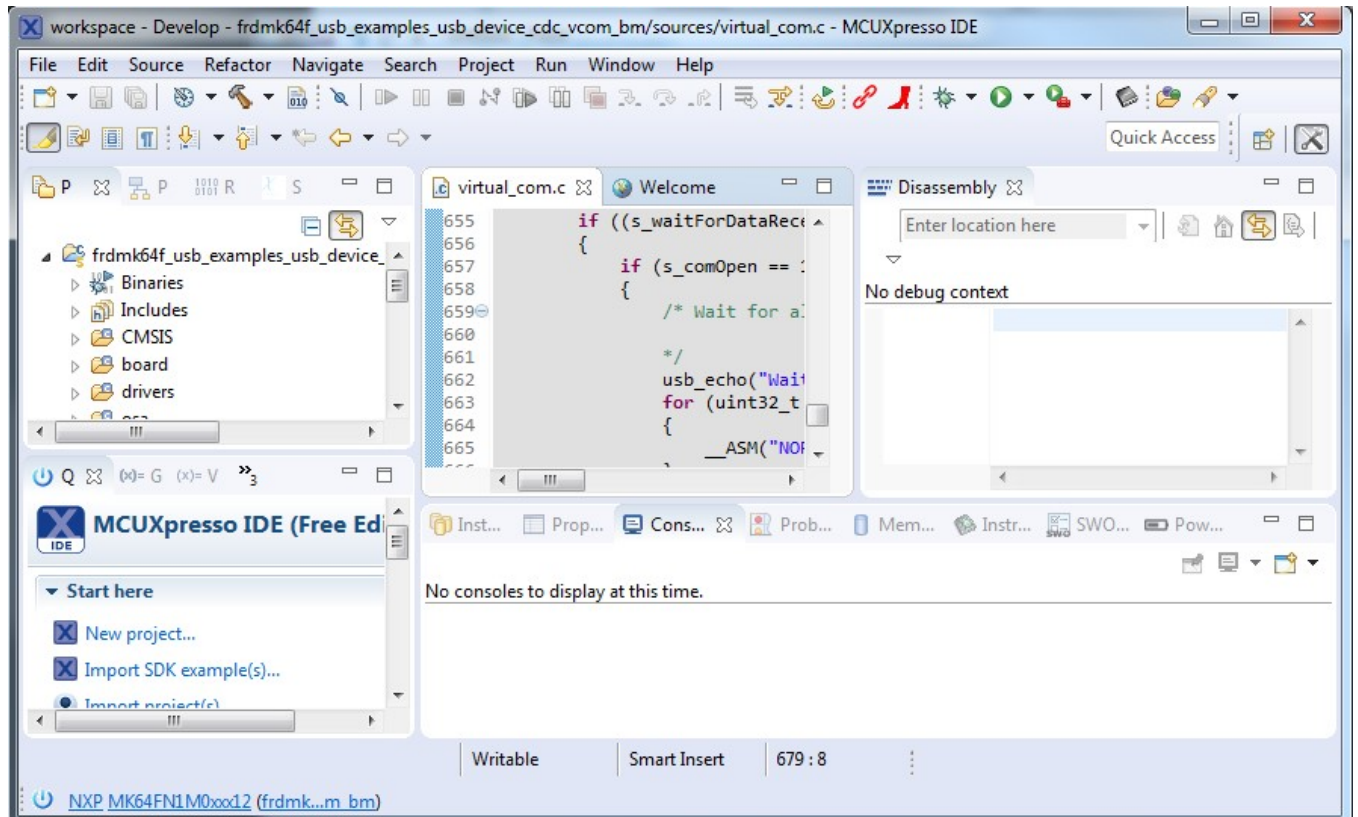 workspace - Develop - frdmk64f_usb_examples_usb_device_cdc_vcom_bm/sources/virtual_com.c - MCUXpresso IDE
File Edit Source Refactor Navigate Search Project Run Window Help
Quick Access
P P R S
frdmk64f_usb_examples_usb_device_
Binaries
Includes
CMSIS
board
drivers
virtual_com.c Welcome
655 if ((s_waitForDataRece
656 {
657 if (s_comOpen ==
658 {
659 /* Wait for
660
661 */
662 usb_echo("Wait
663 for (uint32_t
664 {
665 __ASM("NOP
Disassembly
Enter location here
No debug context
Q (x)= G (x)= V »3
MCUXpresso IDE (Free Edi
IDE
Start here
New project...
Import SDK example(s)...
Import project(s)
Inst... Prop... Cons... Prob... Mem... Instr... SWO... Pow...
No consoles to display at this time.
Writable Smart Insert 679 : 8
NXP MK64FN1M0xxx12 (frdmk...m_bm)